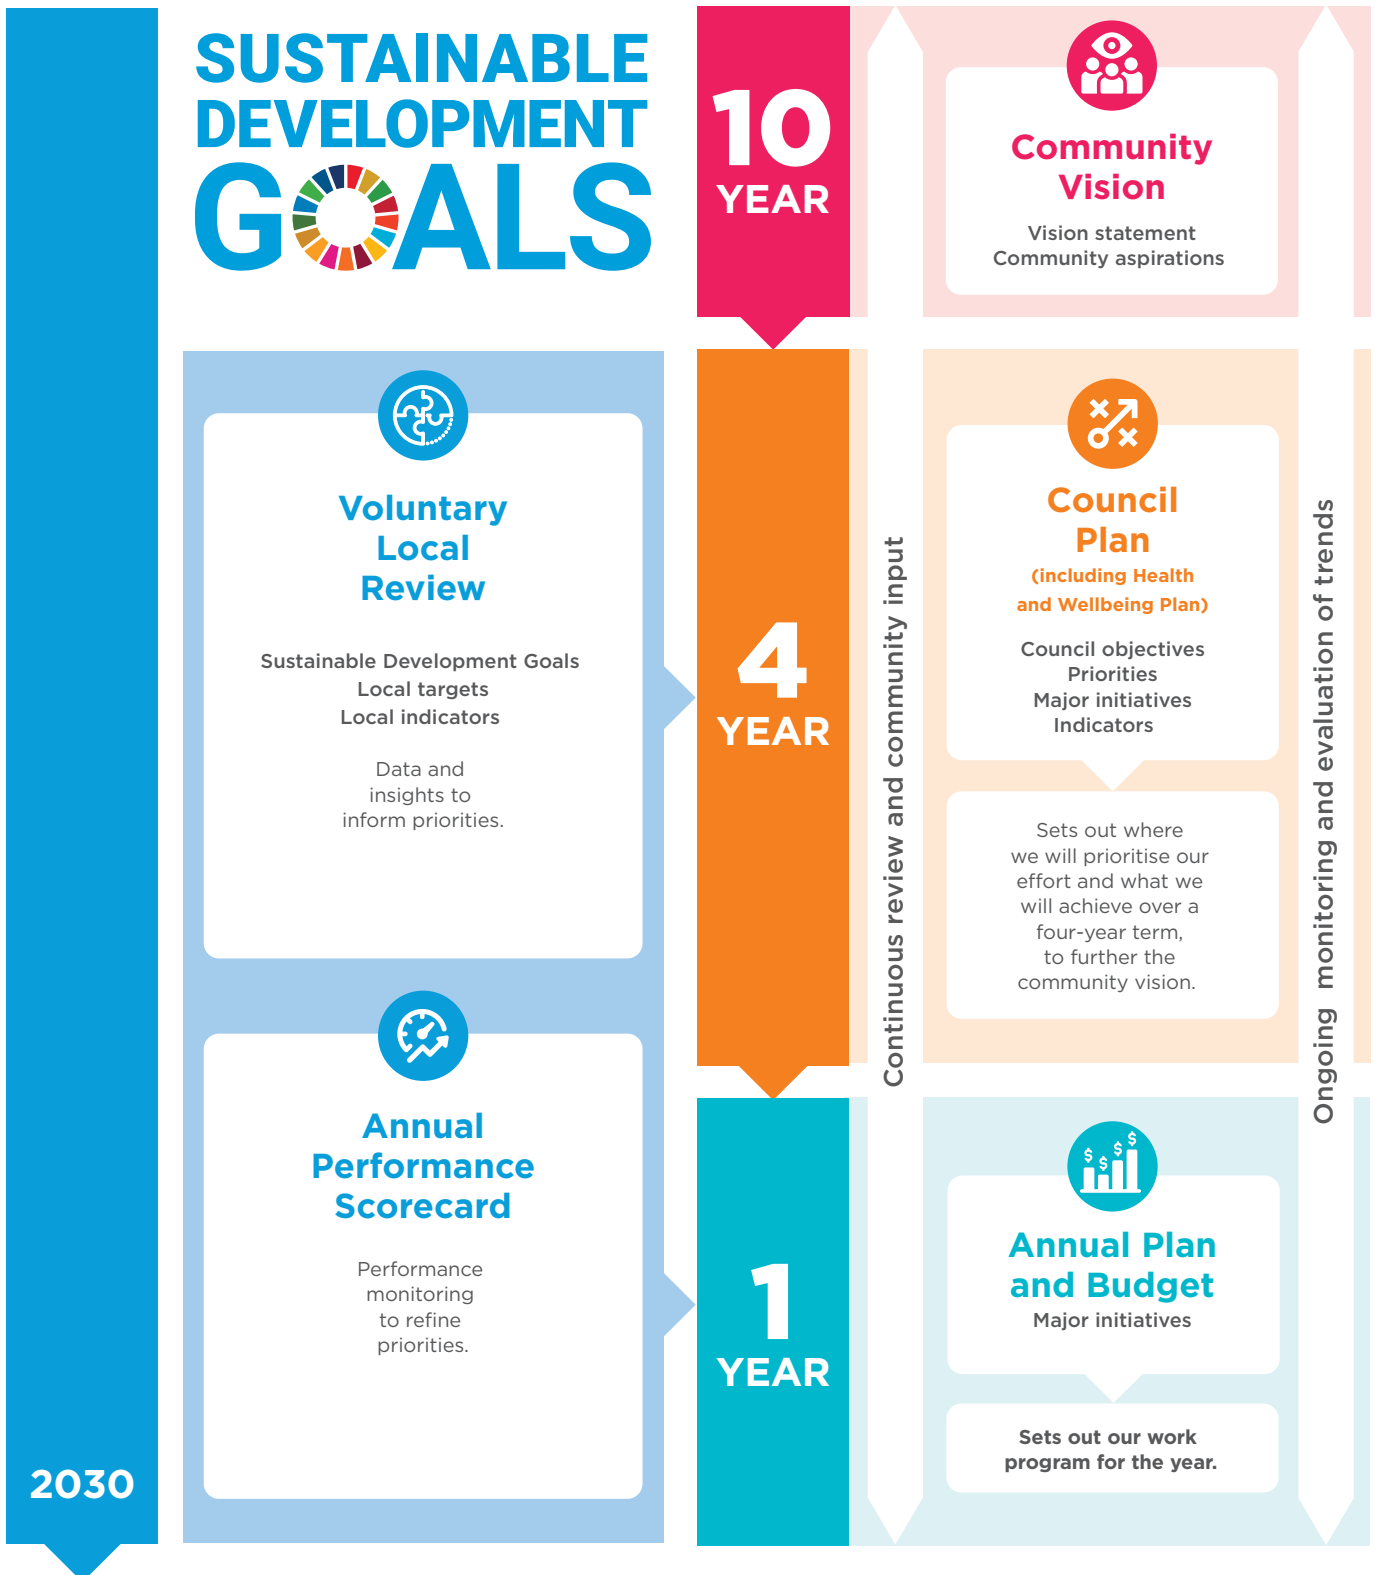 SUSTAINABLE
DEVELOPMENT
GOALS
2030
Voluntary
Local
Review
Sustainable Development Goals
Local targets
Local indicators
Data and
insights to
inform priorities.
Annual
Performance
Scorecard
Performance
monitoring
to refine
priorities.
10
YEAR
Community
Vision
Vision statement
Community aspirations
4
YEAR
Council
Plan
(including Health
and Wellbeing Plan)
Council objectives
Priorities
Major initiatives
Indicators
Sets out where
we will prioritise our
effort and what we
will achieve over a
four-year term,
to further the
community vision.
1
YEAR
$ $ $ $
Annual Plan
and Budget
Major initiatives
Sets out our work
program for the year.
Continuous review and community input
Ongoing monitoring and evaluation of trends